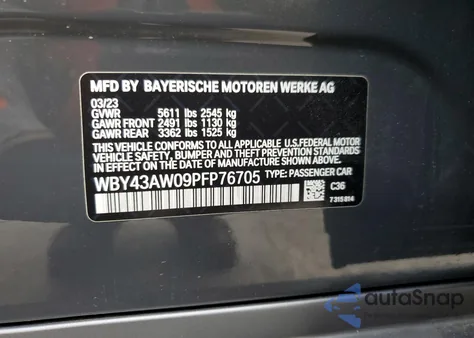 MFD BY BAYERISCHE MOTOREN WERKE AG
03/23
GVWR 5611 lbs 2545 kg
GAWR FRONT 2491 lbs 1130 kg
GAWR REAR 3362 lbs 1525 kg
THIS VEHICLE CONFORMS TO ALL APPLICABLE U.S.FEDERAL MOTOR
VEHICLE SAFETY, BUMPER, AND THEFT PREVENTION STANDARDS
IN EFFECT ON THE DATE OF MANUFACTURE SHOWN ABOVE.
WBY43AW09PFP76705 TYPE: PASSENGER CAR
C36
7315814
autoSnap